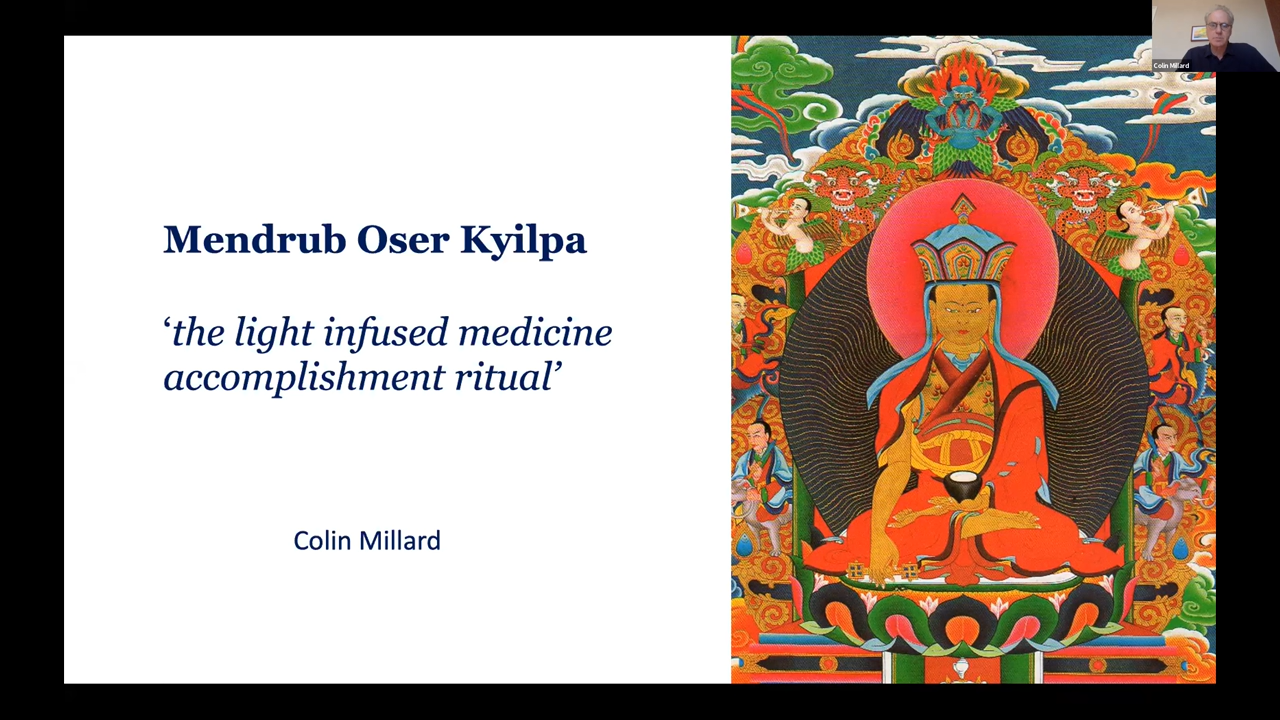 Colin Millard
Mendrub Oser Kyilpa
‘the light infused medicine
accomplishment ritual’
Colin Millard